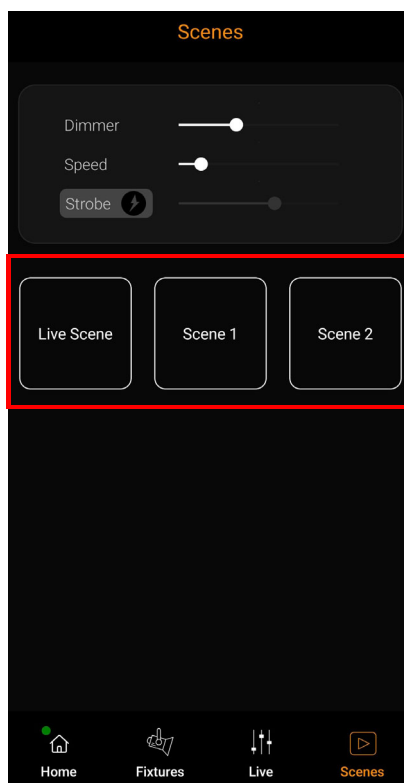 Scenes
Dimmer
Speed
Strobe
Live Scene Scene 1 Scene 2
Home Fixtures Live Scenes